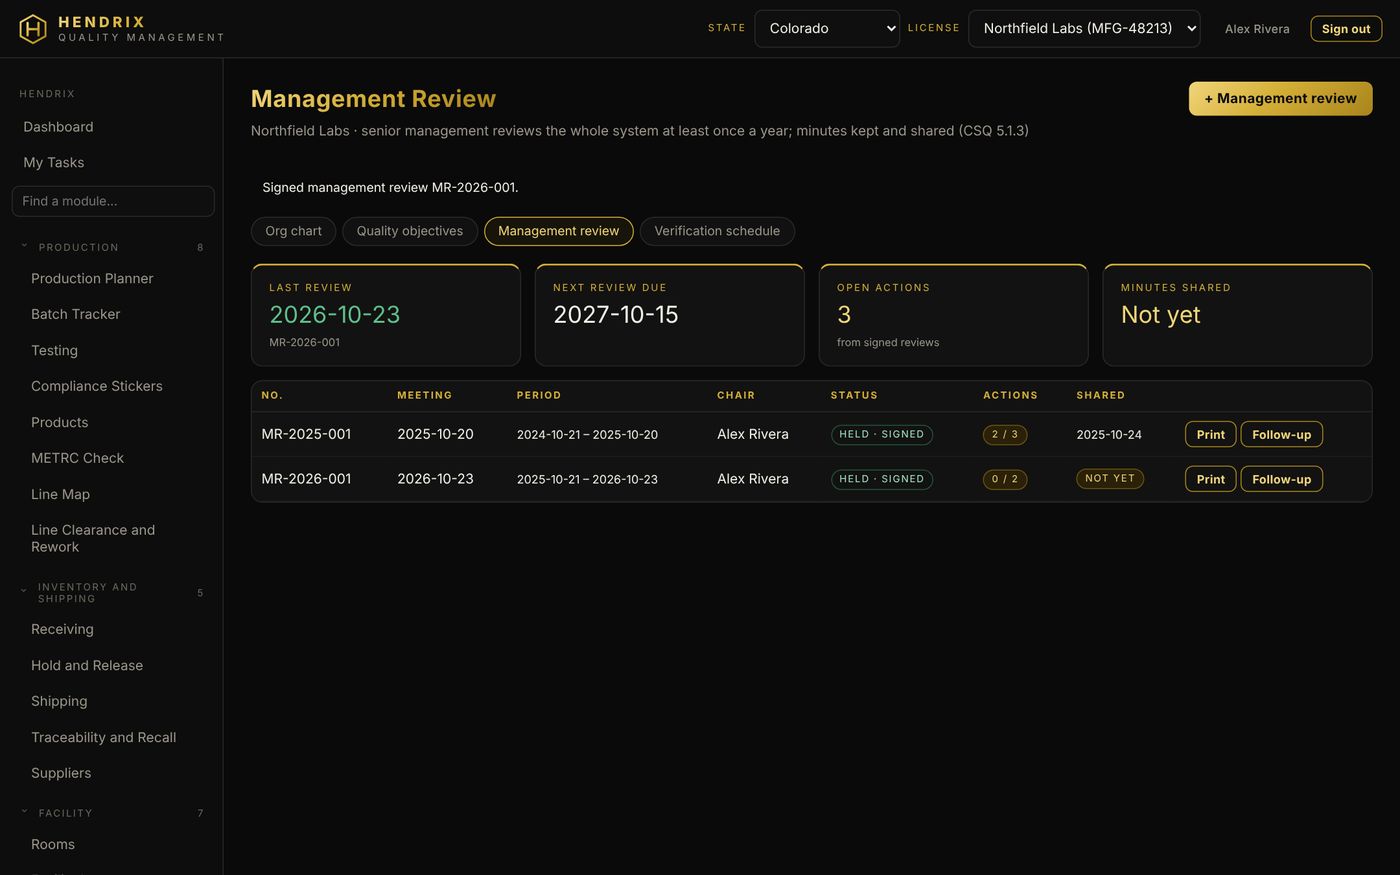 HENDRIX
QUALITY MANAGEMENT
STATE
Colorado
LICENSE
Northfield Labs (MFG-48213)
Alex Rivera
Sign out
HENDRIX
Dashboard
My Tasks
Find a module...
PRODUCTION 8
Production Planner
Batch Tracker
Testing
Compliance Stickers
Products
METRC Check
Line Map
Line Clearance and
Rework
INVENTORY AND
SHIPPING 5
Receiving
Hold and Release
Shipping
Traceability and Recall
Suppliers
FACILITY 7
Rooms
Management Review
+ Management review
Northfield Labs · senior management reviews the whole system at least once a year; minutes kept and shared (CSQ 5.1.3)
Signed management review MR-2026-001.
Org chart
Quality objectives
Management review
Verification schedule
LAST REVIEW
2026-10-23
MR-2026-001
NEXT REVIEW DUE
2027-10-15
OPEN ACTIONS
3
from signed reviews
MINUTES SHARED
Not yet
NO. MEETING PERIOD CHAIR STATUS ACTIONS SHARED
MR-2025-001 2025-10-20 2024-10-21 – 2025-10-20 Alex Rivera HELD · SIGNED 2 / 3 2025-10-24 Print Follow-up
MR-2026-001 2026-10-23 2025-10-21 – 2026-10-23 Alex Rivera HELD · SIGNED 0 / 2 NOT YET Print Follow-up